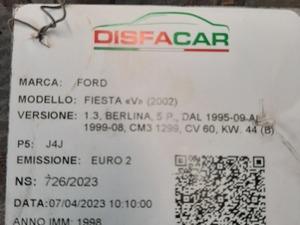 DISFACAR
MARCA: FORD
MODELLO: FIESTA «V» (2002)
VERSIONE: 1.3, BERLINA, 5 P., DAL 1995-09 AL
1999-08, CM3 1299, CV 60, KW. 44 (B)
P5: J4J
EMISSIONE: EURO 2
NS: 726/2023
DATA: 07/04/2023 10:10:00
ANNO IMM: 1998